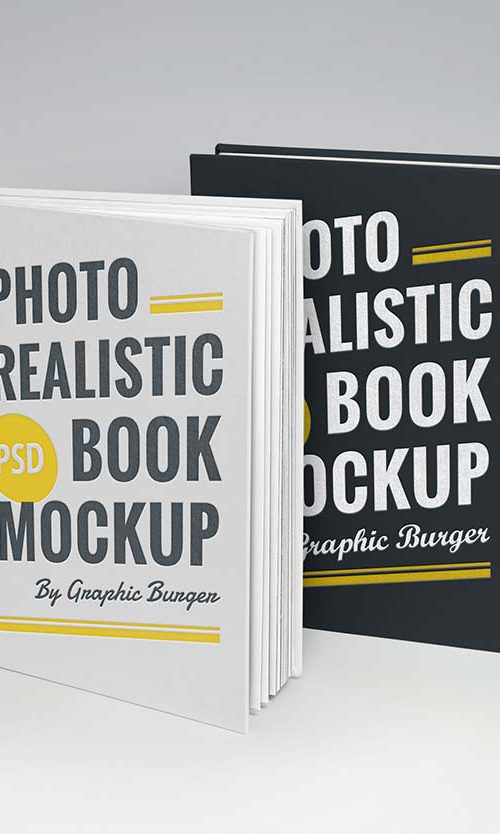 PHOTO
REALISTIC
PSD BOOK
MOCKUP
By Graphic Burger
OTO
ALISTIC
BOOK
OCKUP
Graphic Burger